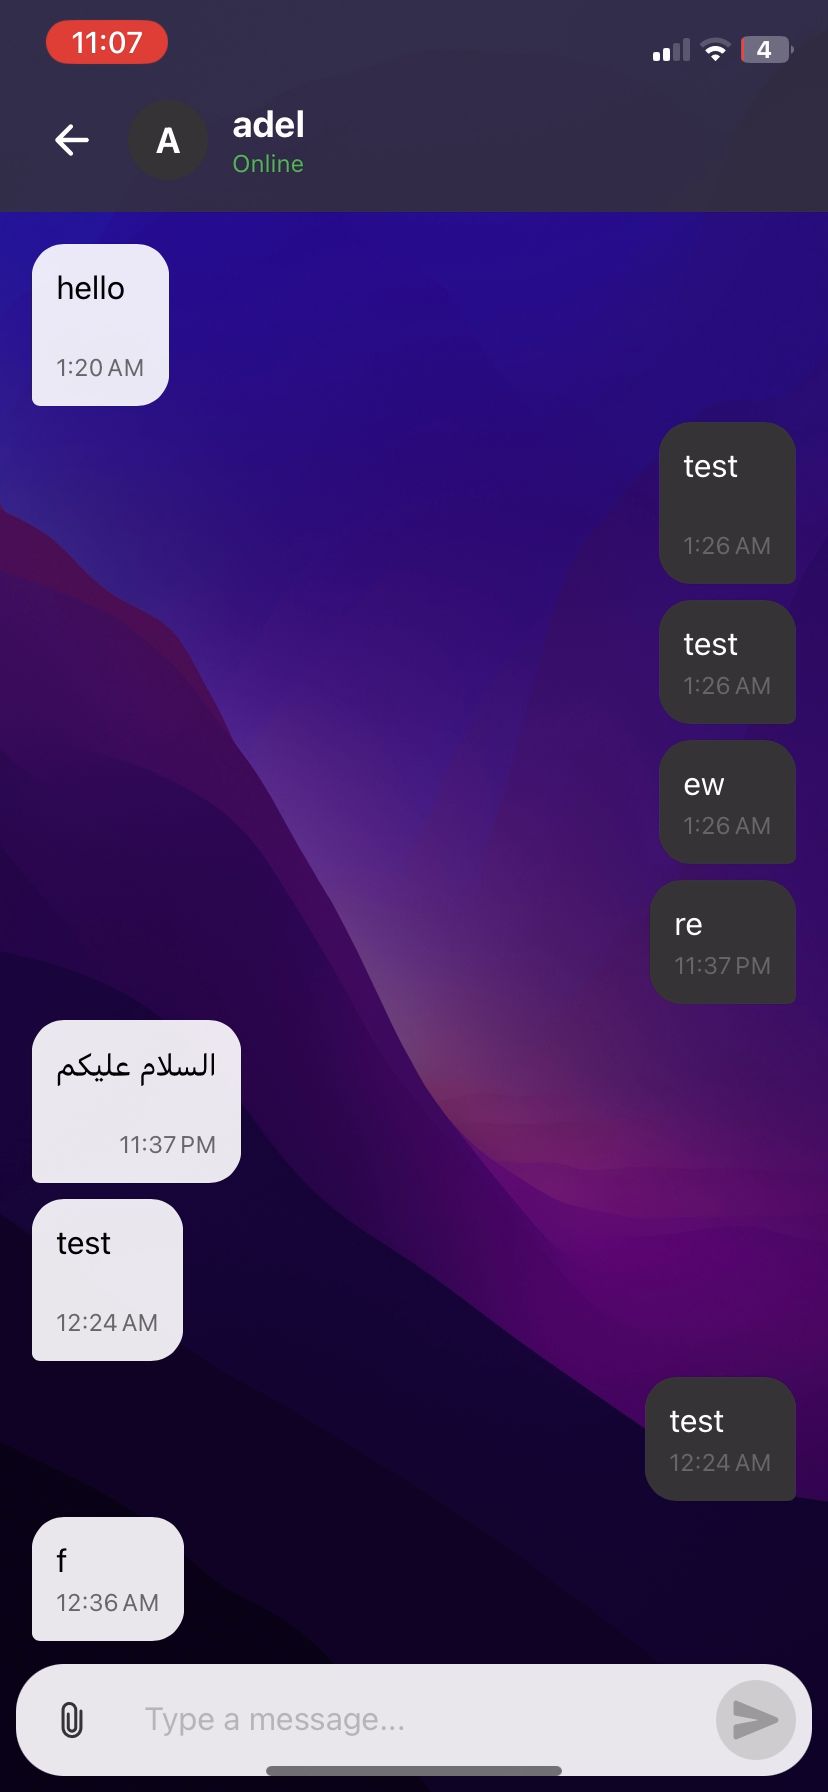 11:07
4
A
adel
Online
hello
1:20 AM
test
1:26 AM
test
1:26 AM
ew
1:26 AM
re
11:37 PM
السلام عليكم
11:37 PM
test
12:24 AM
test
12:24 AM
f
12:36 AM
Type a message...